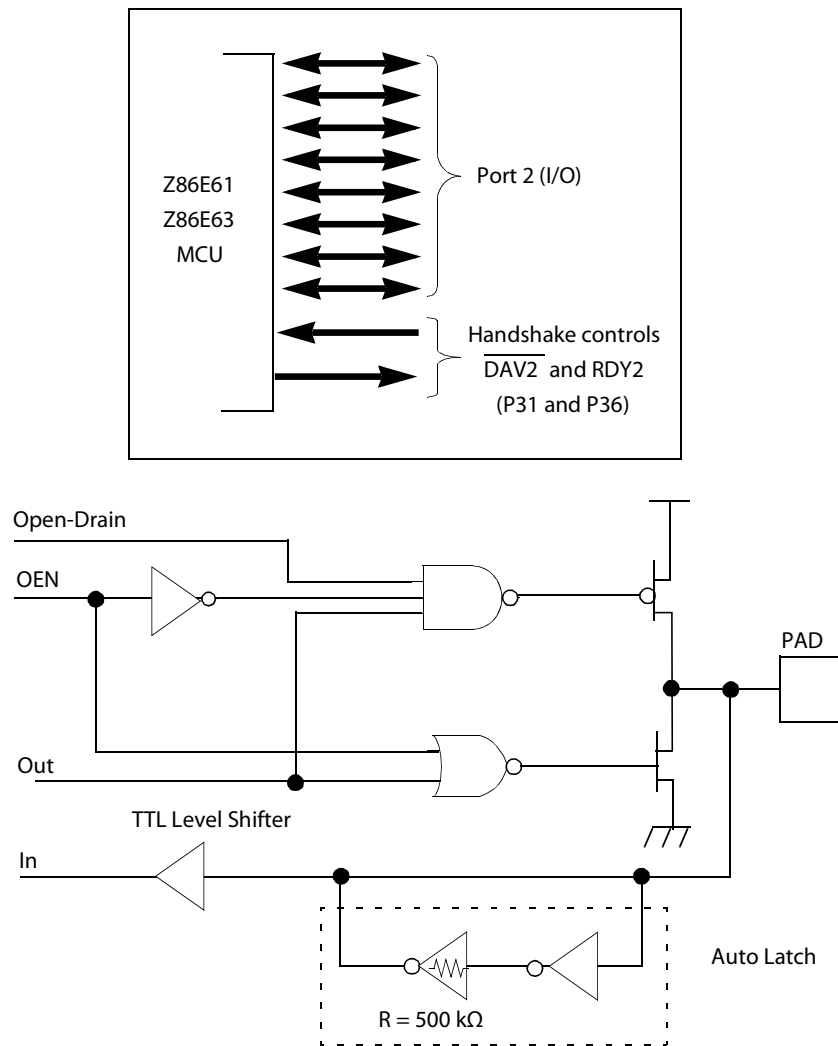 Z86E61
Z86E63
MCU
Port 2 (I/O)
Handshake controls
DAV2 and RDY2
(P31 and P36)
Open-Drain
OEN
PAD
Out
TTL Level Shifter
In
Auto Latch
R = 500 kΩ